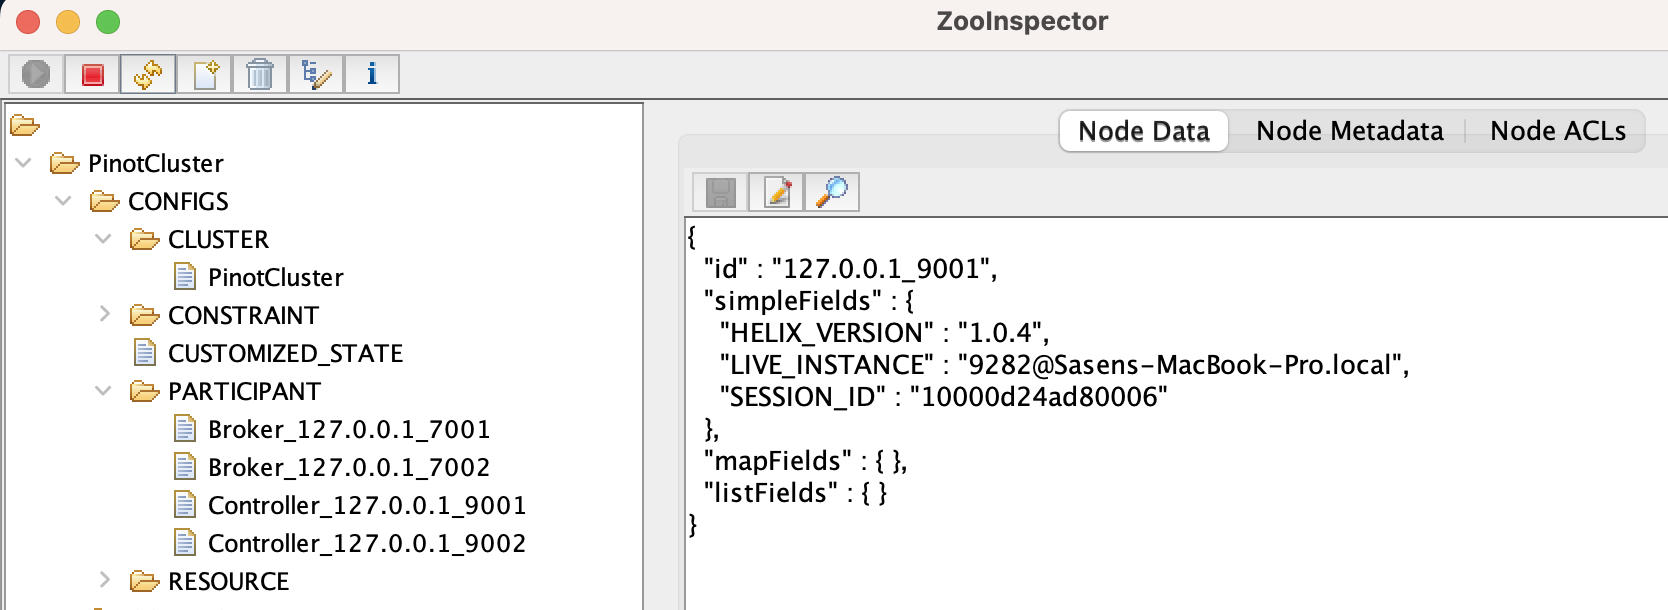 ZooInspector
PinotCluster
CONFIGS
CLUSTER
PinotCluster
CONSTRAINT
CUSTOMIZED_STATE
PARTICIPANT
Broker_127.0.0.1_7001
Broker_127.0.0.1_7002
Controller_127.0.0.1_9001
Controller_127.0.0.1_9002
RESOURCE
Node Data
Node Metadata
Node ACLs
{
"id" : "127.0.0.1_9001",
"simpleFields" : {
"HELIX_VERSION" : "1.0.4",
"LIVE_INSTANCE" : "9282@Sasens-MacBook-Pro.local",
"SESSION_ID" : "10000d24ad80006"
},
"mapFields" : { },
"listFields" : { }
}